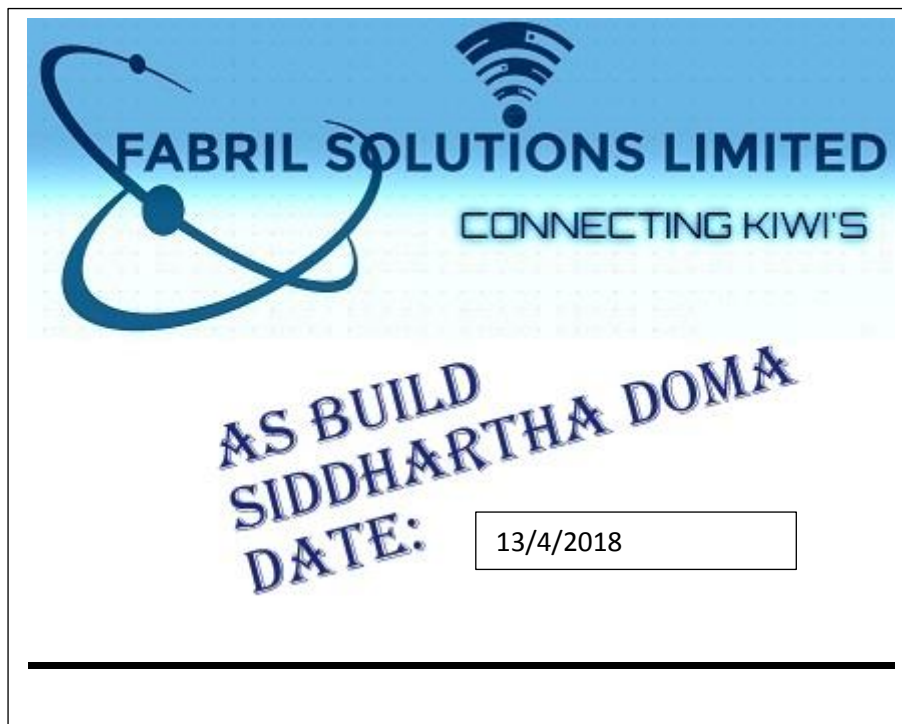 FABRIL SOLUTIONS LIMITED
CONNECTING KIWI'S
AS BUILD
SIDDHARTHA DOMA
DATE:
13/4/2018